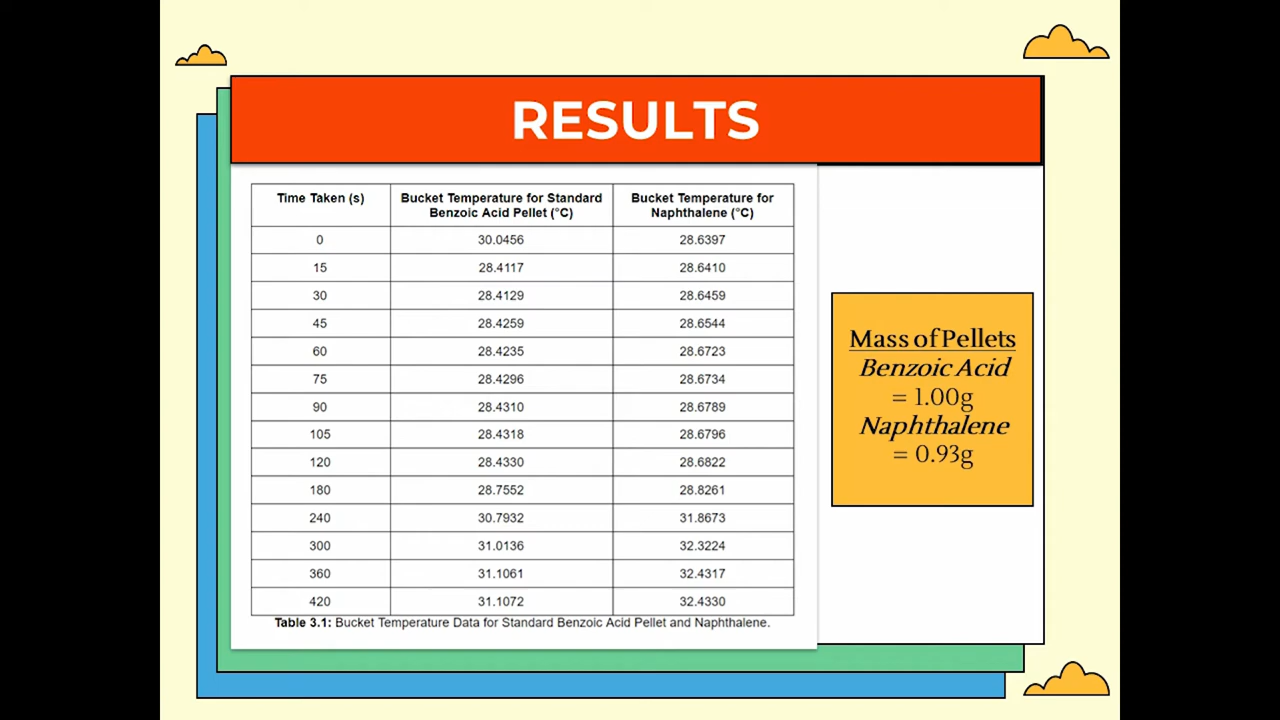 RESULTS
Time Taken (s) Bucket Temperature for Standard Benzoic Acid Pellet (°C) Bucket Temperature for Naphthalene (°C)
0 30.0456 28.6397
15 28.4117 28.6410
30 28.4129 28.6459
45 28.4259 28.6544
60 28.4235 28.6723
75 28.4296 28.6734
90 28.4310 28.6789
105 28.4318 28.6796
120 28.4330 28.6822
180 28.7552 28.8261
240 30.7932 31.8673
300 31.0136 32.3224
360 31.1061 32.4317
420 31.1072 32.4330
Table 3.1: Bucket Temperature Data for Standard Benzoic Acid Pellet and Naphthalene.
Mass of Pellets
Benzoic Acid
= 1.00g
Naphthalene
= 0.93g